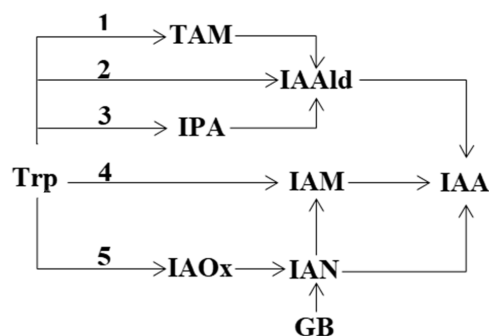 1 TAM
2 IAAld
3 IPA
Trp 4 IAM IAA
5 IAOx IAN
GB